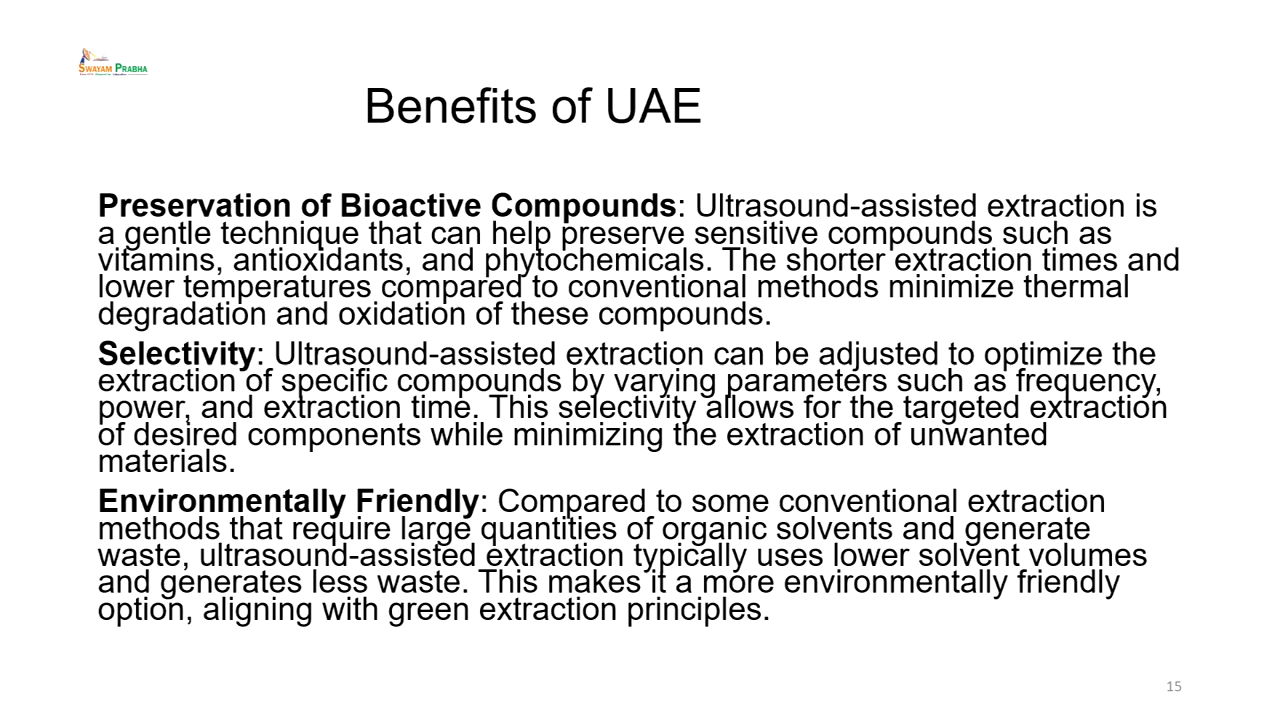 SWAYAM PRABHA
Benefits of UAE
Preservation of Bioactive Compounds: Ultrasound-assisted extraction is
a gentle technique that can help preserve sensitive compounds such as
vitamins, antioxidants, and phytochemicals. The shorter extraction times and
lower temperatures compared to conventional methods minimize thermal
degradation and oxidation of these compounds.
Selectivity: Ultrasound-assisted extraction can be adjusted to optimize the
extraction of specific compounds by varying parameters such as frequency,
power, and extraction time. This selectivity allows for the targeted extraction
of desired components while minimizing the extraction of unwanted
materials.
Environmentally Friendly: Compared to some conventional extraction
methods that require large quantities of organic solvents and generate
waste, ultrasound-assisted extraction typically uses lower solvent volumes
and generates less waste. This makes it a more environmentally friendly
option, aligning with green extraction principles.
15